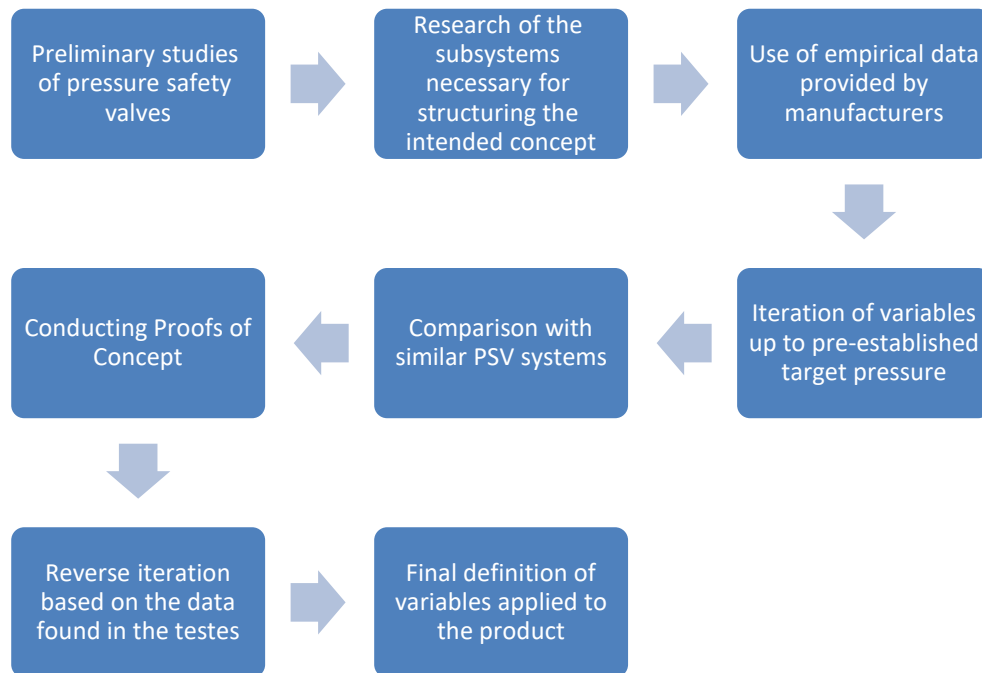 Preliminary studies
of pressure safety
valves
Research of the
subsystems
necessary for
structuring the
intended concept
Use of empirical data
provided by
manufacturers
Iteration of variables
up to pre-established
target pressure
Comparison with
similar PSV systems
Conducting Proofs of
Concept
Reverse iteration
based on the data
found in the testes
Final definition of
variables applied to
the product